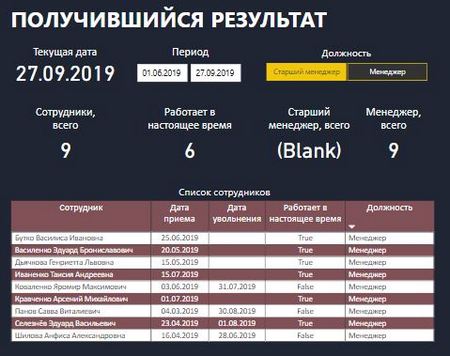 ПОЛУЧИВШИЙСЯ РЕЗУЛЬТАТ
Текущая дата
27.09.2019
Период
01.06.2019 27.09.2019
Должность
Старший менеджер Менеджер
Сотрудники, всего
9
Работает в настоящее время
6
Старший менеджер, всего
(Blank)
Менеджер, всего
9
Список сотрудников
Сотрудник Дата приема Дата увольнения Работает в настоящее время Должность
Бутко Василиса Ивановна 25.06.2019 True Менеджер
Василенко Эдуард Брониславович 20.05.2019 True Менеджер
Дьячкова Генриетта Львовна 15.05.2019 True Менеджер
Иваненко Таисия Андреевна 15.07.2019 True Менеджер
Коваленко Яромир Максимович 03.06.2019 31.07.2019 False Менеджер
Кравченко Арсений Михайлович 01.07.2019 True Менеджер
Панов Савва Виталиевич 04.03.2019 30.08.2019 False Менеджер
Селезнёв Эдуард Васильевич 23.04.2019 01.08.2019 True Менеджер
Шилова Анфиса Александровна 16.04.2019 28.06.2019 False Менеджер